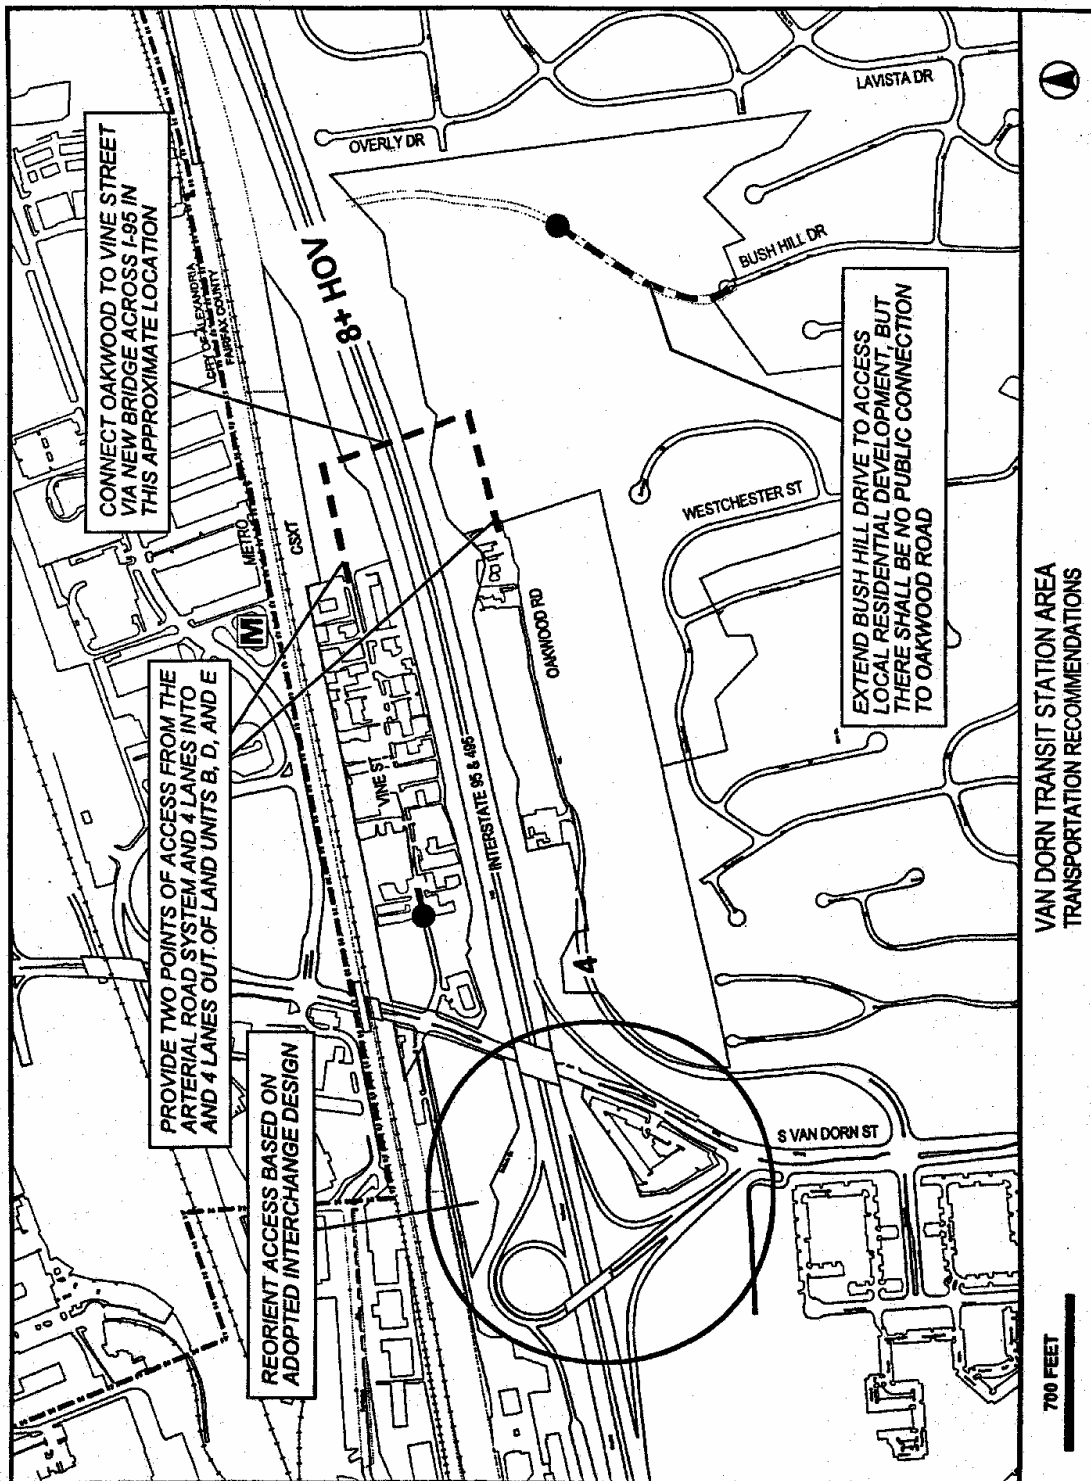 CONNECT OAKWOOD TO VINE STREET
VIA NEW BRIDGE ACROSS I-95 IN
THIS APPROXIMATE LOCATION
PROVIDE TWO POINTS OF ACCESS FROM THE
ARTERIAL ROAD SYSTEM AND 4 LANES INTO
AND 4 LANES OUT OF LAND UNITS B, D, AND E
REORIENT ACCESS BASED ON
ADOPTED INTERCHANGE DESIGN
EXTEND BUSH HILL DRIVE TO ACCESS
LOCAL RESIDENTIAL DEVELOPMENT, BUT
THERE SHALL BE NO PUBLIC CONNECTION
TO OAKWOOD ROAD
CITY OF ALEXANDRIA
FAIRFAX COUNTY
METRO
M
CSXT
8+ HOV
OVERLY DR
LAVISTA DR
BUSH HILL DR
WESTCHESTER ST
VINE ST
INTERSTATE 95 & 495
OAKWOOD RD
4
S VAN DORN ST
VAN DORN TRANSIT STATION AREA
TRANSPORTATION RECOMMENDATIONS
700 FEET